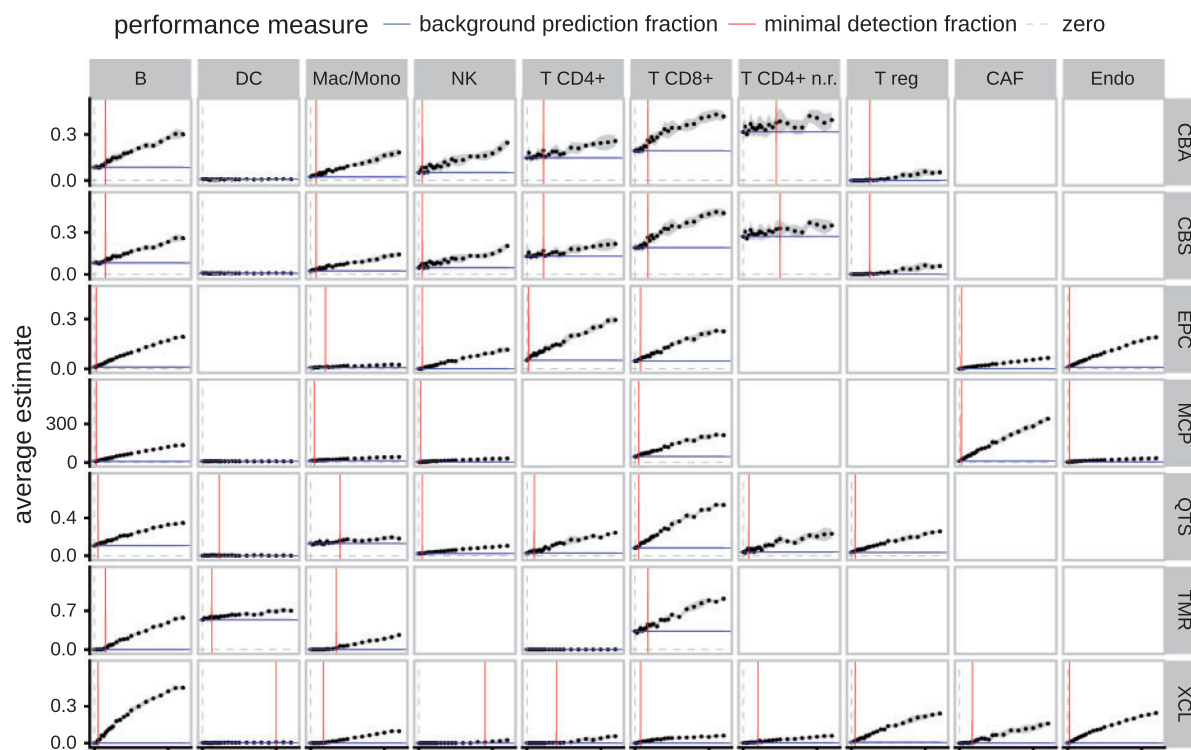 performance measure background prediction fraction minimal detection fraction zero
B DC Mac/Mono NK T CD4+ T CD8+ T CD4+ n.r. T reg CAF Endo
average estimate
0.3
0.0
CBA
0.3
0.0
CBS
0.3
0.0
EPC
300
0
MCP
0.4
0.0
QTS
0.7
0.0
TMR
0.3
0.0
XCL